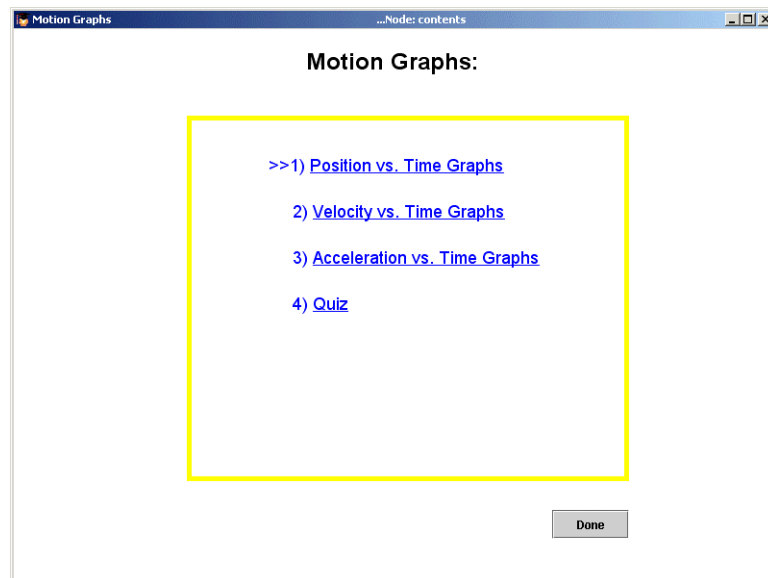 Motion Graphs ...Node: contents
Motion Graphs:
>>1) Position vs. Time Graphs
2) Velocity vs. Time Graphs
3) Acceleration vs. Time Graphs
4) Quiz
Done